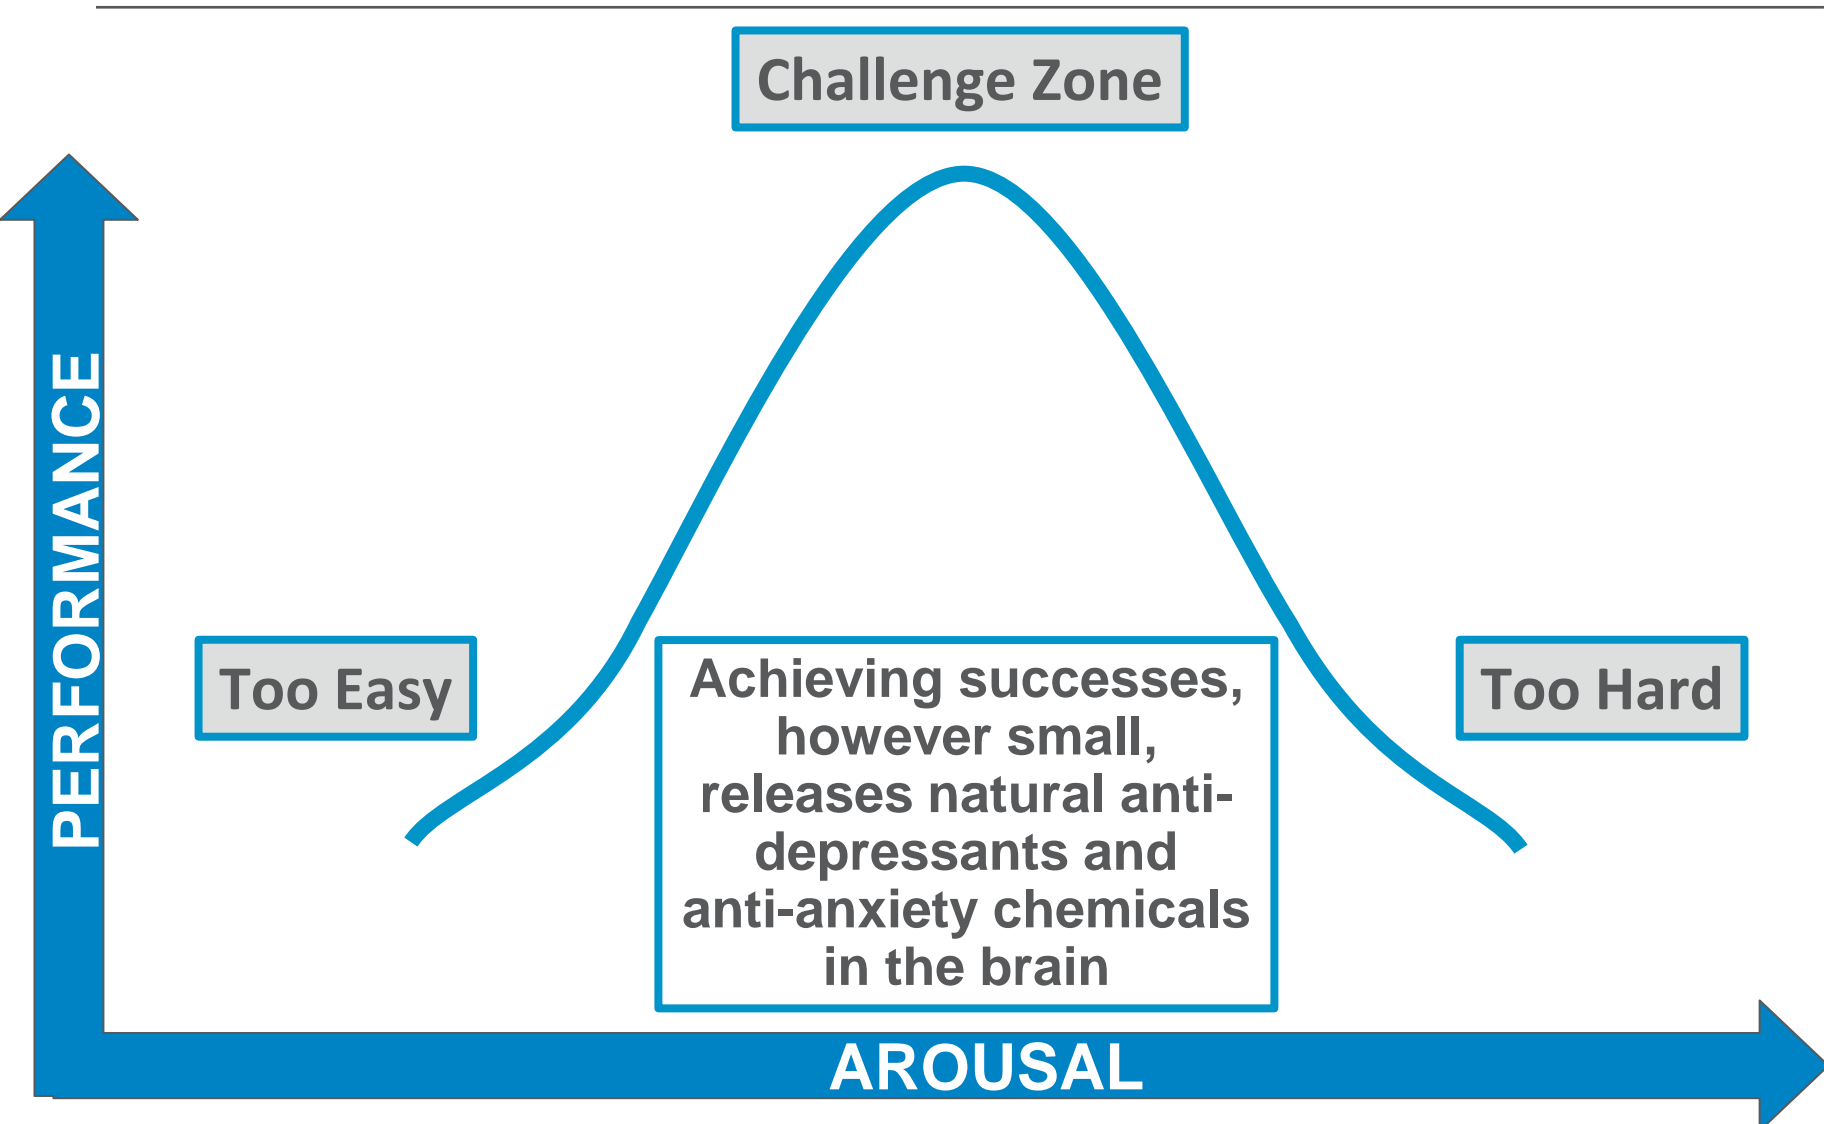 Challenge Zone
PERFORMANCE
Too Easy
Achieving successes,
however small,
releases natural anti-
depressants and
anti-anxiety chemicals
in the brain
Too Hard
AROUSAL